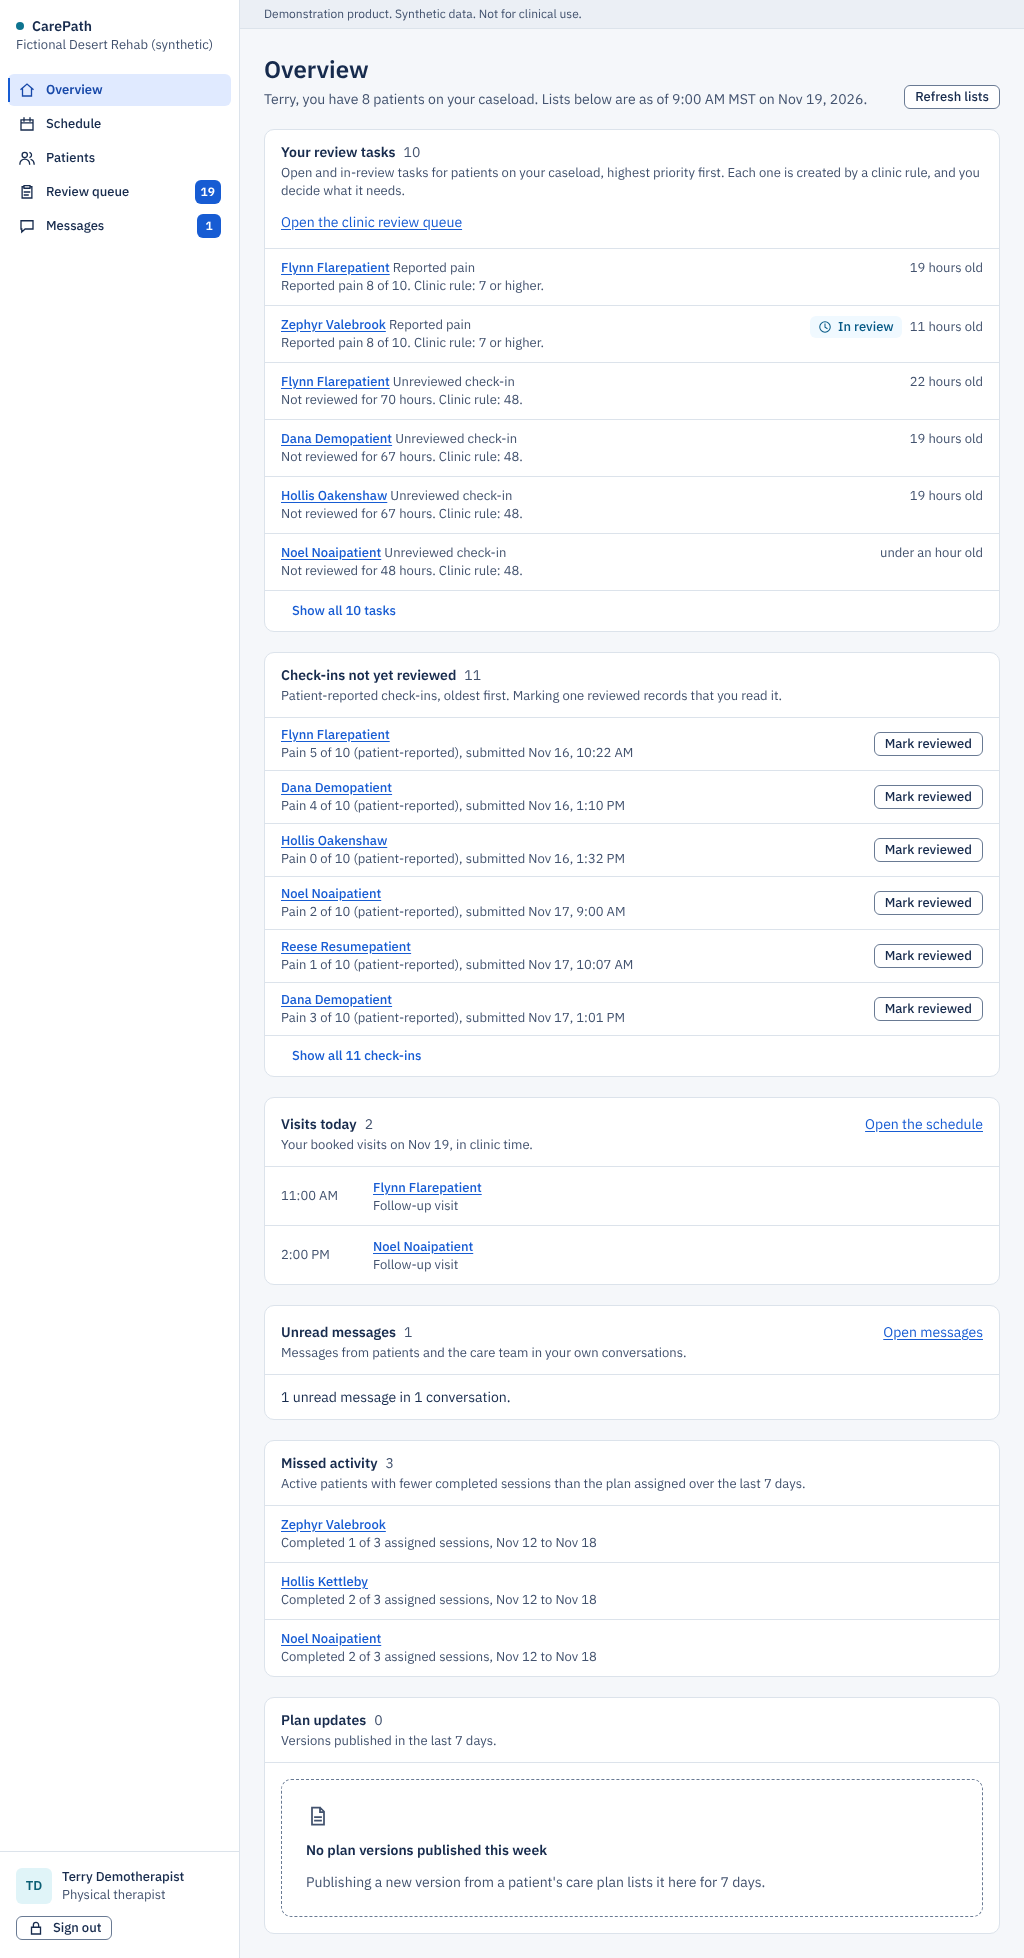 CarePath
Fictional Desert Rehab (synthetic)
Overview
Schedule
Patients
Review queue 19
Messages 1
Demonstration product. Synthetic data. Not for clinical use.
Overview
Terry, you have 8 patients on your caseload. Lists below are as of 9:00 AM MST on Nov 19, 2026.
Refresh lists
Your review tasks 10
Open and in-review tasks for patients on your caseload, highest priority first. Each one is created by a clinic rule, and you
decide what it needs.
Open the clinic review queue
Flynn Flarepatient Reported pain 19 hours old
Reported pain 8 of 10. Clinic rule: 7 or higher.
Zephyr Valebrook Reported pain In review 11 hours old
Reported pain 8 of 10. Clinic rule: 7 or higher.
Flynn Flarepatient Unreviewed check-in 22 hours old
Not reviewed for 70 hours. Clinic rule: 48.
Dana Demopatient Unreviewed check-in 19 hours old
Not reviewed for 67 hours. Clinic rule: 48.
Hollis Oakenshaw Unreviewed check-in 19 hours old
Not reviewed for 67 hours. Clinic rule: 48.
Noel Noaipatient Unreviewed check-in under an hour old
Not reviewed for 48 hours. Clinic rule: 48.
Show all 10 tasks
Check-ins not yet reviewed 11
Patient-reported check-ins, oldest first. Marking one reviewed records that you read it.
Flynn Flarepatient
Pain 5 of 10 (patient-reported), submitted Nov 16, 10:22 AM
Mark reviewed
Dana Demopatient
Pain 4 of 10 (patient-reported), submitted Nov 16, 1:10 PM
Mark reviewed
Hollis Oakenshaw
Pain 0 of 10 (patient-reported), submitted Nov 16, 1:32 PM
Mark reviewed
Noel Noaipatient
Pain 2 of 10 (patient-reported), submitted Nov 17, 9:00 AM
Mark reviewed
Reese Resumepatient
Pain 1 of 10 (patient-reported), submitted Nov 17, 10:07 AM
Mark reviewed
Dana Demopatient
Pain 3 of 10 (patient-reported), submitted Nov 17, 1:01 PM
Mark reviewed
Show all 11 check-ins
Visits today 2 Open the schedule
Your booked visits on Nov 19, in clinic time.
11:00 AM
Flynn Flarepatient
Follow-up visit
2:00 PM
Noel Noaipatient
Follow-up visit
Unread messages 1 Open messages
Messages from patients and the care team in your own conversations.
1 unread message in 1 conversation.
Missed activity 3
Active patients with fewer completed sessions than the plan assigned over the last 7 days.
Zephyr Valebrook
Completed 1 of 3 assigned sessions, Nov 12 to Nov 18
Hollis Kettleby
Completed 2 of 3 assigned sessions, Nov 12 to Nov 18
Noel Noaipatient
Completed 2 of 3 assigned sessions, Nov 12 to Nov 18
Plan updates 0
Versions published in the last 7 days.
No plan versions published this week
Publishing a new version from a patient's care plan lists it here for 7 days.
TD
Terry Demotherapist
Physical therapist
Sign out